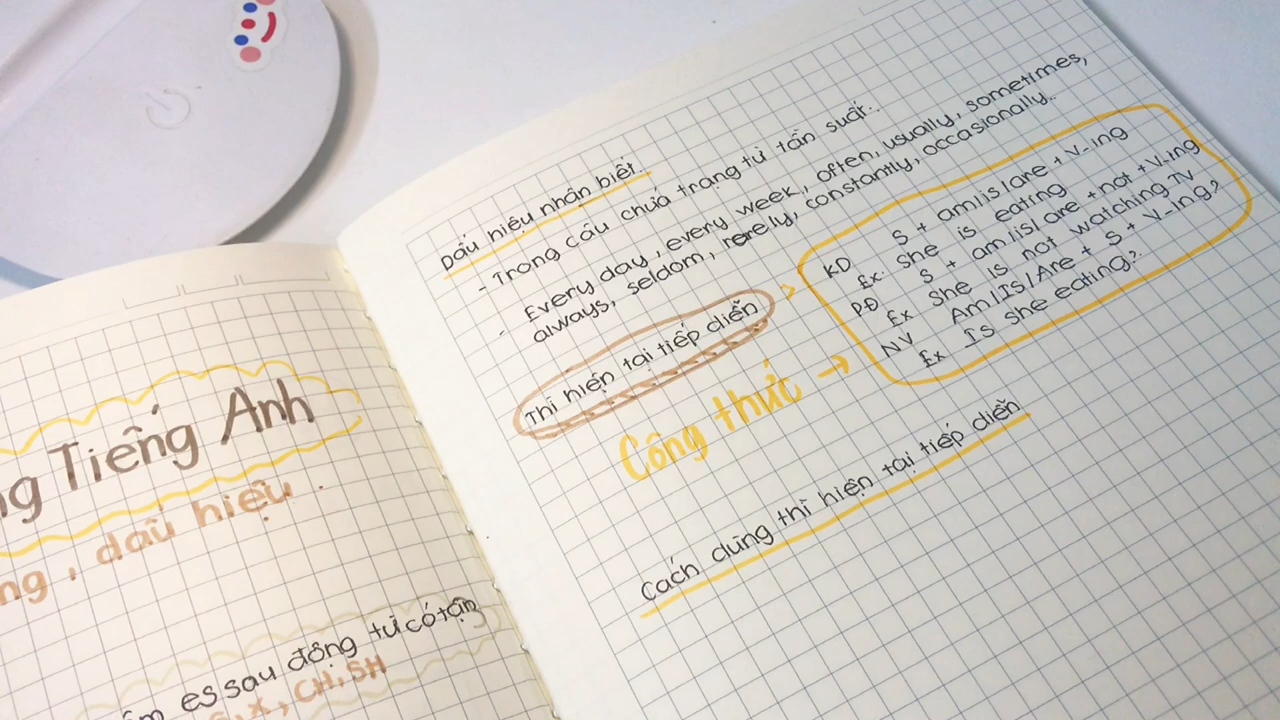 ng Tiếng Anh
ng, dấu hiệu.
es sau động từ có tận
X, CH, SH
Dấu hiệu nhận biết.
- Trong câu chứa trạng từ tần suất..
- Every day, every week, often, usually, sometimes,
always, seldom, rerely, constantly, occasionally..
Thì hiện tại tiếp diễn
Công thức →
KD S + am/is/are + V-ing
Ex. She is eating
PĐ S + am/is/are + not + V-ing
Ex She is not watching TV
NV Am/Is/Are + S + V-ing?
Ex Is she eating?.
Cách dùng thì hiện tại tiếp diễn